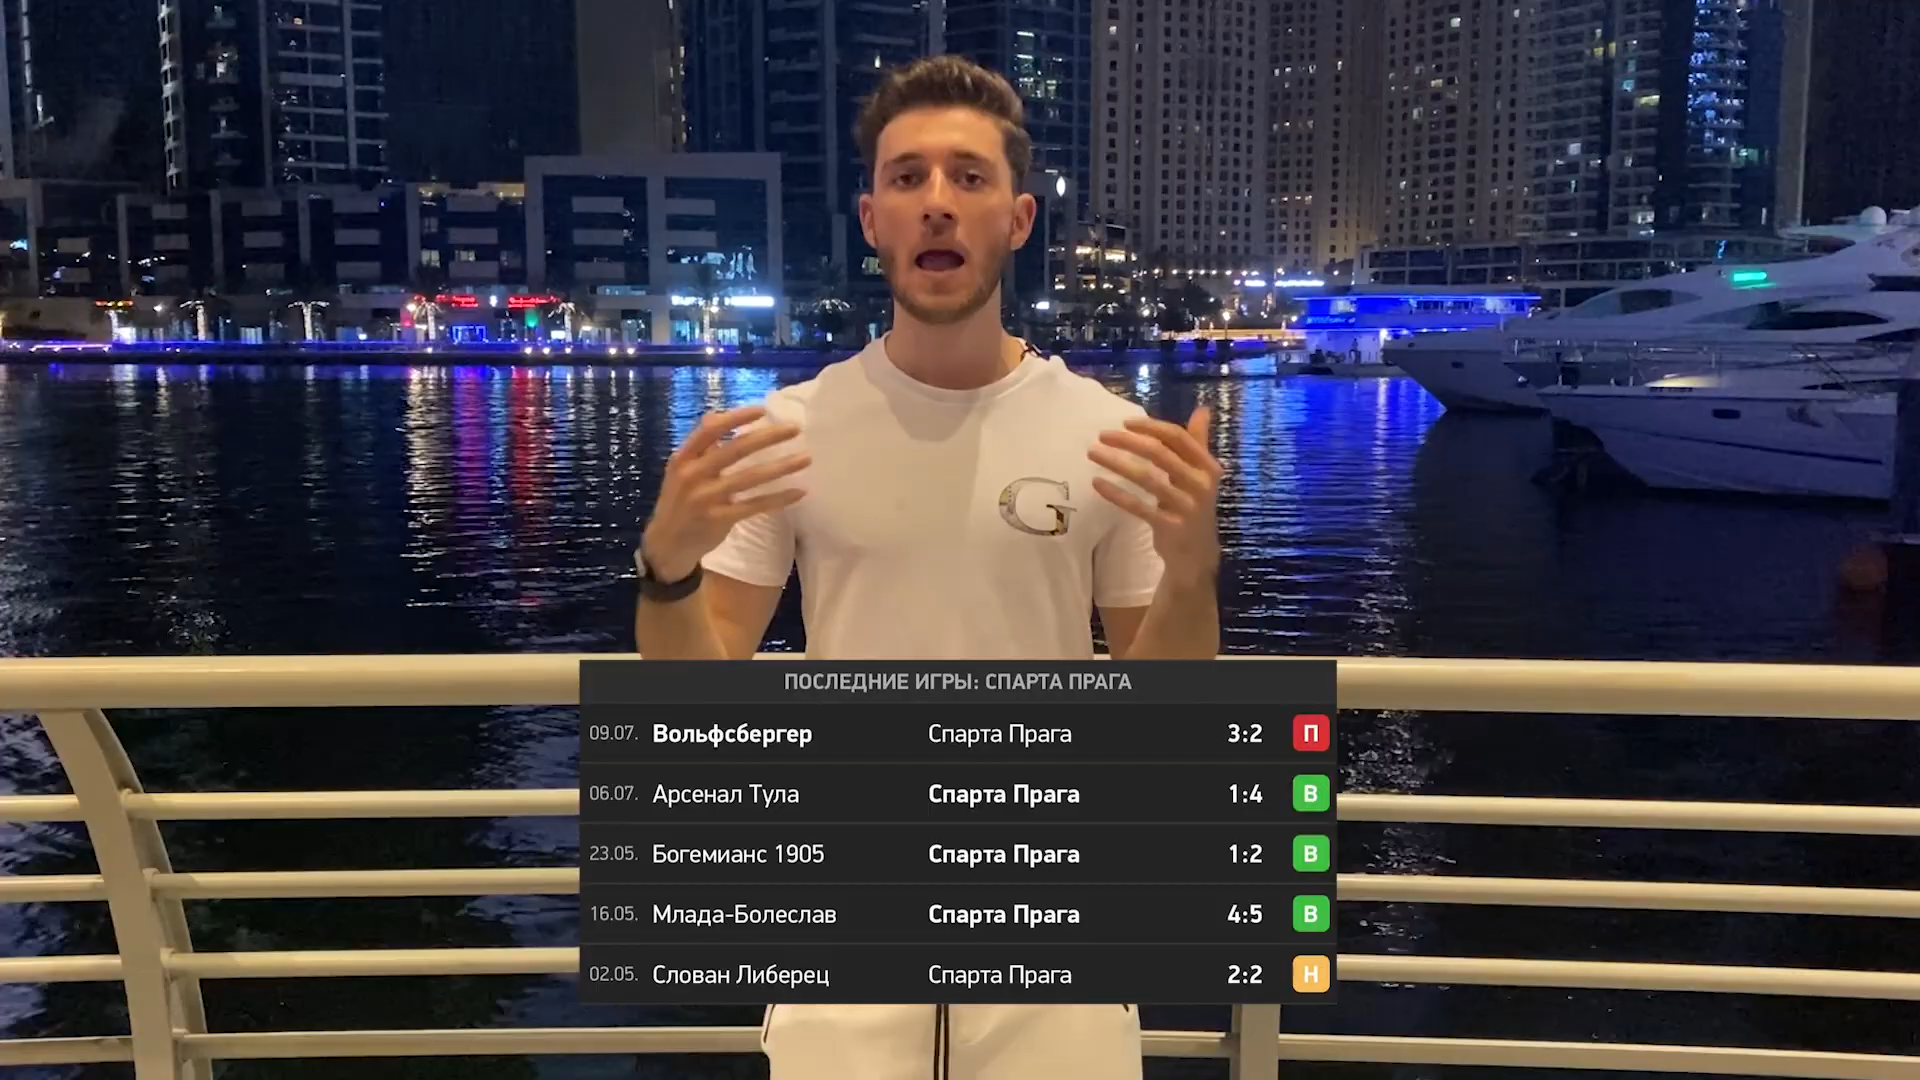 G
ПОСЛЕДНИЕ ИГРЫ: СПАРТА ПРАГА
09.07. Вольфсбергер Спарта Прага 3:2 П
06.07. Арсенал Тула Спарта Прага 1:4 В
23.05. Богемианс 1905 Спарта Прага 1:2 В
16.05. Млада-Болеслав Спарта Прага 4:5 В
02.05. Слован Либерец Спарта Прага 2:2 Н